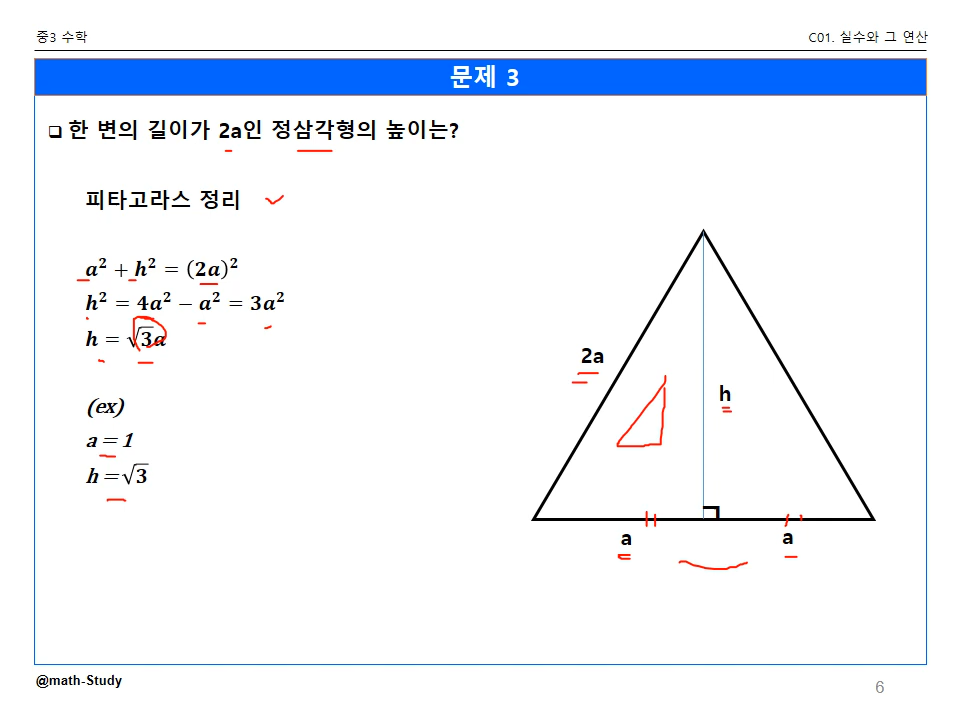 중3 수학
C01. 실수와 그 연산
문제 3
한 변의 길이가 2a인 정삼각형의 높이는?
피타고라스 정리
a² + h² = (2a)²
h² = 4a² − a² = 3a²
h = √3a
(ex)
a = 1
h = √3
2a
h
a
a
@math-Study
6